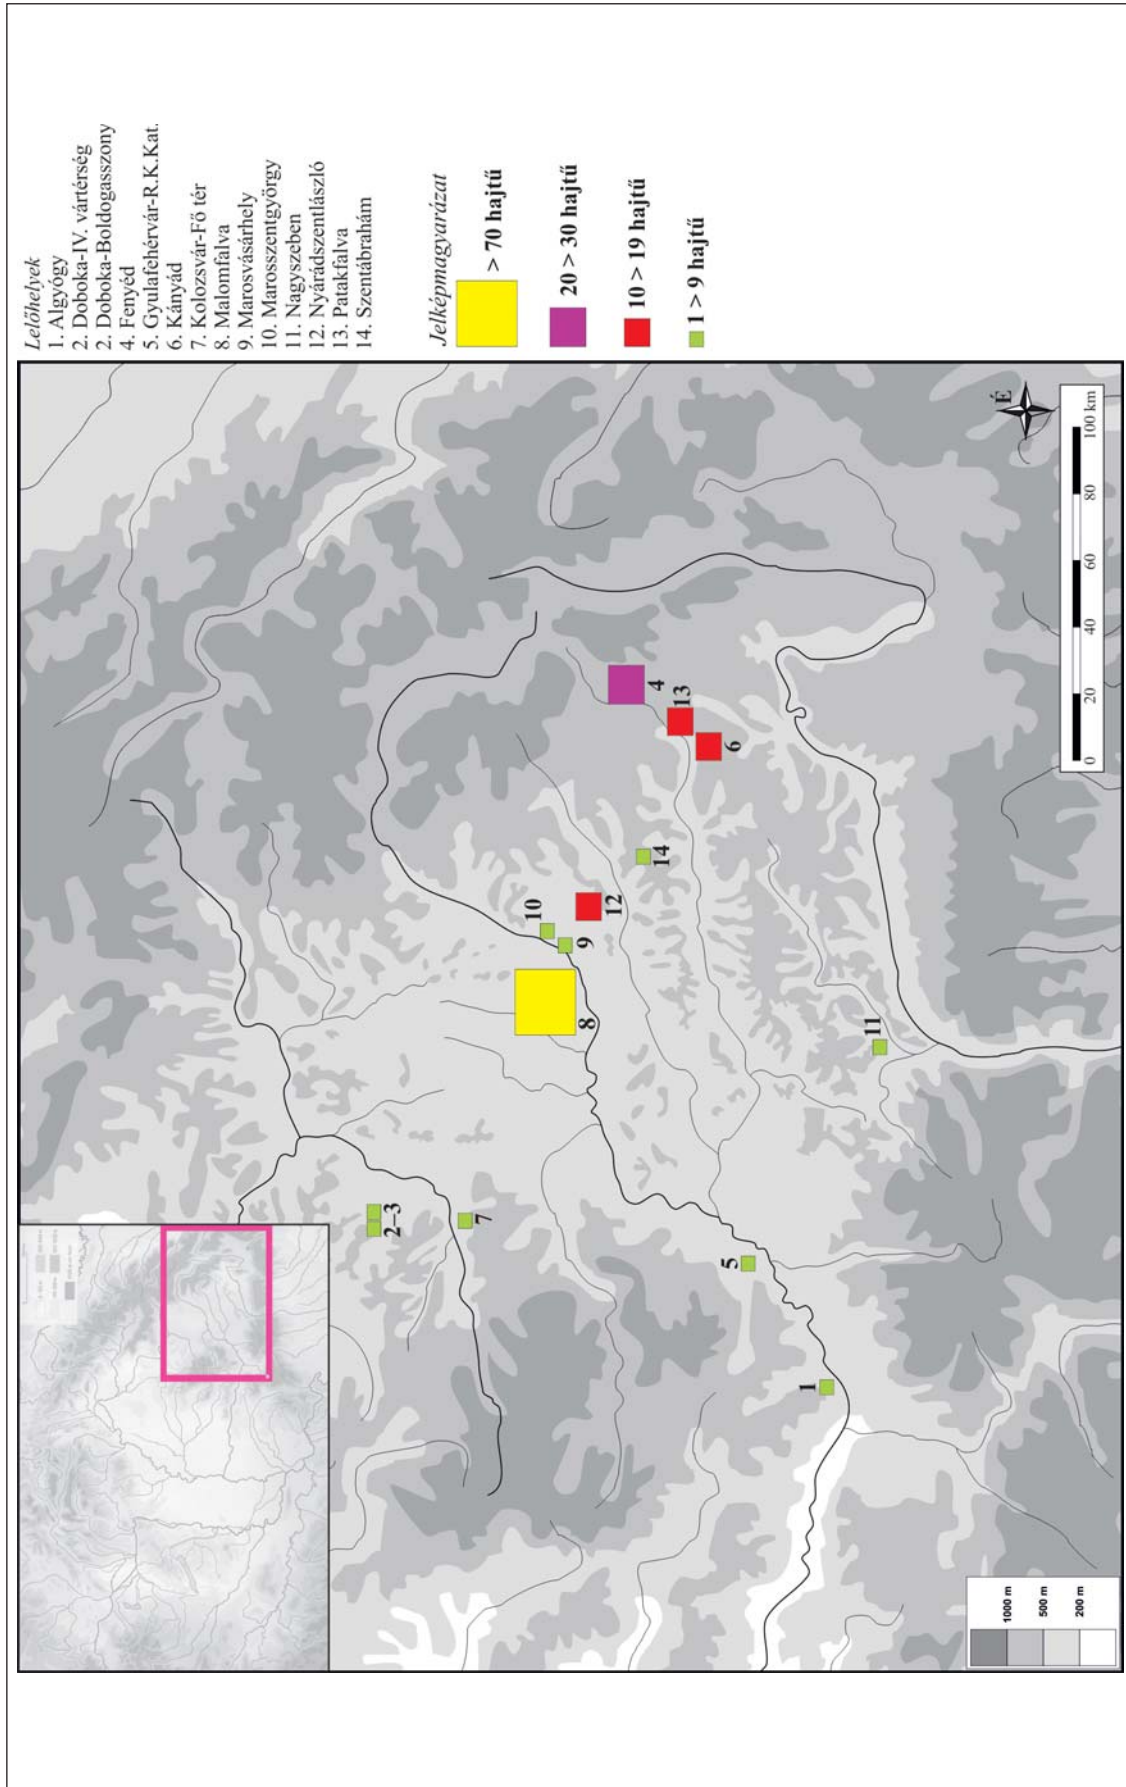 Lelőhelyek
1. Algyógy
2. Doboka-IV. vártérség
2. Doboka-Boldogasszony
4. Fenyéd
5. Gyulafehérvár-R.K.Kat.
6. Kányád
7. Kolozsvár-Fő tér
8. Malomfalva
9. Marosvásárhely
10. Marosszentgyörgy
11. Nagyszeben
12. Nyárádszentlászló
13. Patakfalva
14. Szentábrahám
Jelképmagyarázat
> 70 hajtű
20 > 30 hajtű
10 > 19 hajtű
1 > 9 hajtű
2–3
7
10
9
8
12
14
4
13
6
5
1
11
É
0 20 40 60 80 100 km
1000 m
500 m
200 m